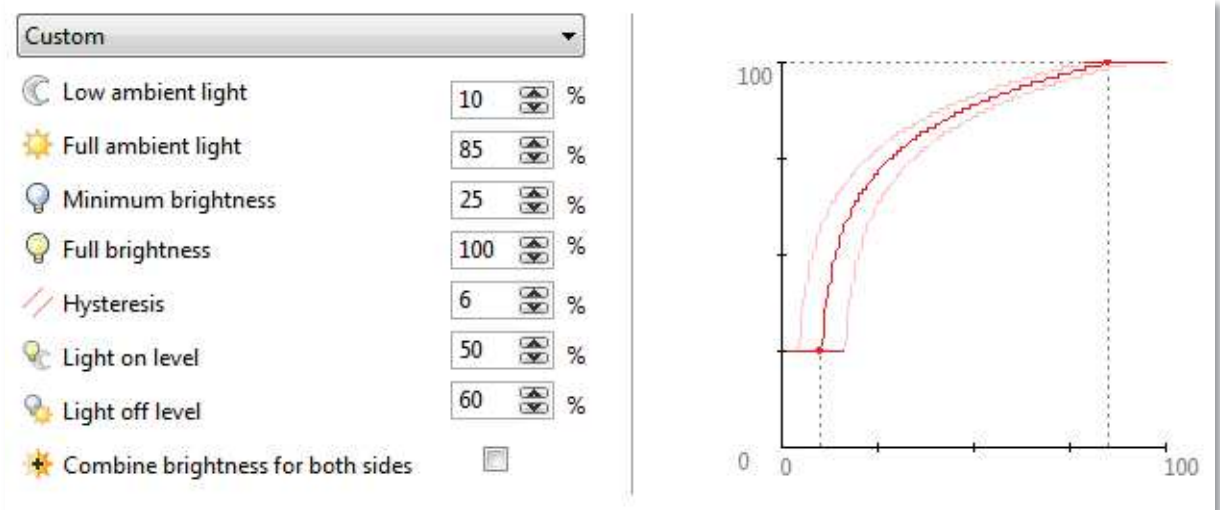 Custom
Low ambient light 10 %
Full ambient light 85 %
Minimum brightness 25 %
Full brightness 100 %
Hysteresis 6 %
Light on level 50 %
Light off level 60 %
Combine brightness for both sides
100
0 0 100